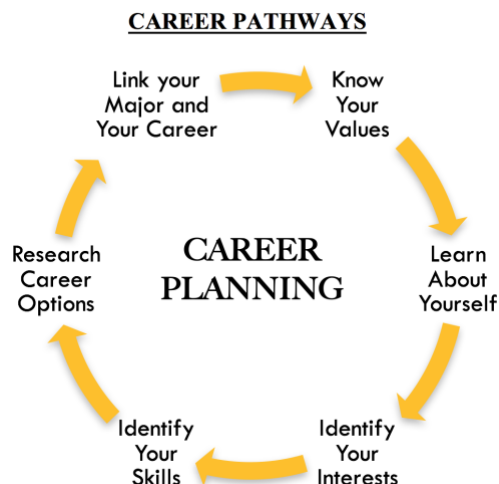 CAREER PATHWAYS
Link your
Major and
Your Career
Know
Your
Values
Learn
About
Yourself
Identify
Your
Interests
Identify
Your
Skills
Research
Career
Options
CAREER
PLANNING